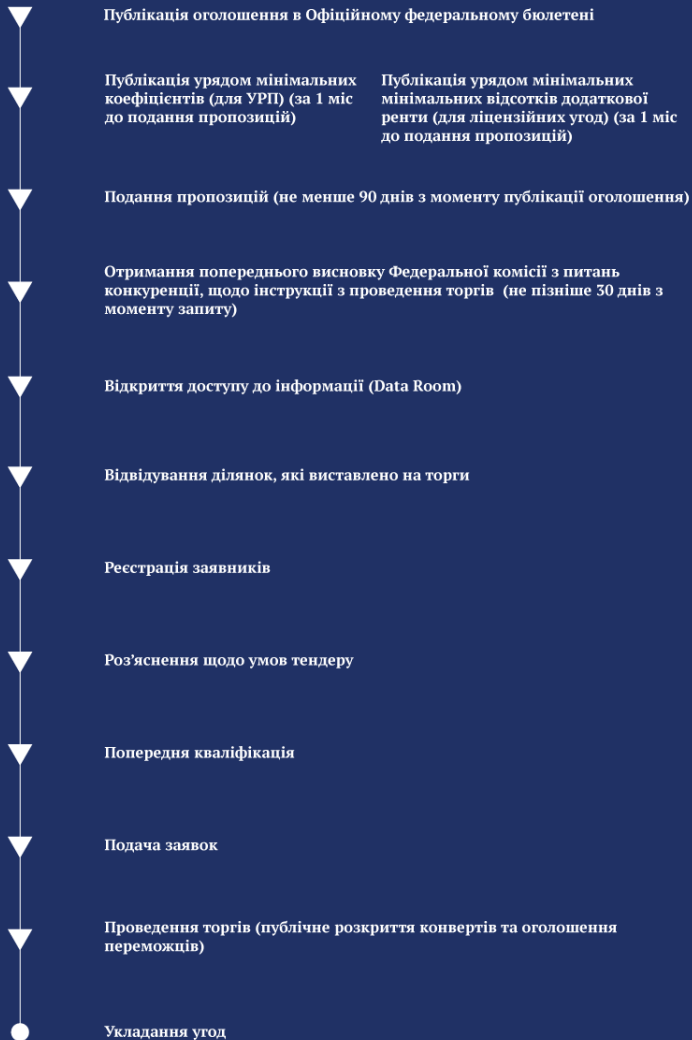 Публікація оголошення в Офіційному федеральному бюлетені
Публікація урядом мінімальних
коефіцієнтів (для УРП) (за 1 міс
до подання пропозицій)
Публікація урядом мінімальних
мінімальних відсотків додаткової
ренти (для ліцензійних угод) (за 1 міс
до подання пропозицій)
Подання пропозицій (не менше 90 днів з моменту публікації оголошення)
Отримання попереднього висновку Федеральної комісії з питань
конкуренції, щодо інструкції з проведення торгів (не пізніше 30 днів з
моменту запиту)
Відкриття доступу до інформації (Data Room)
Відвідування ділянок, які виставлено на торги
Реєстрація заявників
Роз’яснення щодо умов тендеру
Попередня кваліфікація
Подача заявок
Проведення торгів (публічне розкриття конвертів та оголошення
переможців)
Укладання угод